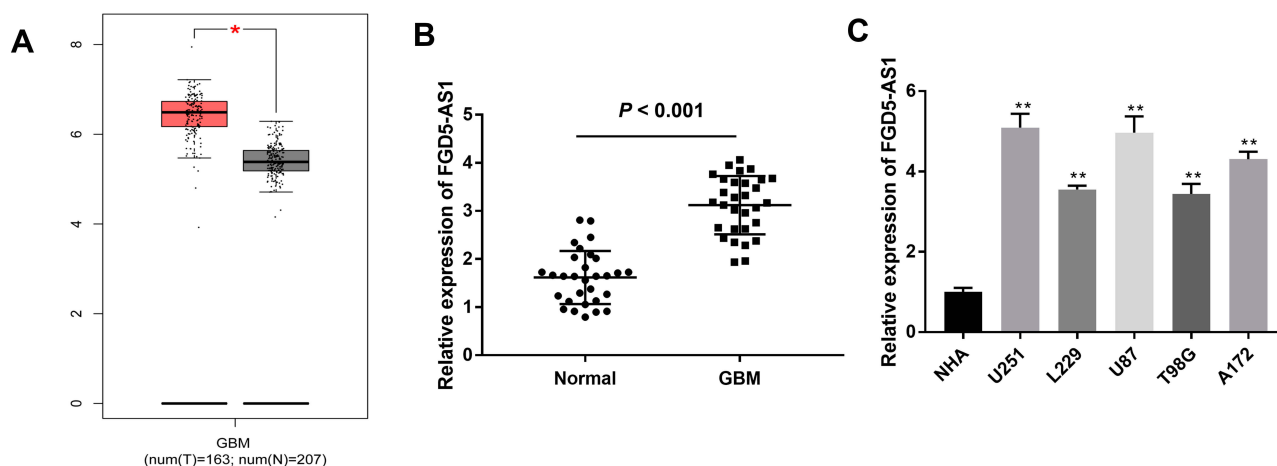 A
*
8
6
4
2
0
GBM
(num(T)=163; num(N)=207)
B
Relative expression of FGD5-AS1
P < 0.001
5
4
3
2
1
0
Normal
GBM
C
Relative expression of FGD5-AS1
8
6
4
2
0
**
**
**
**
**
NHA
U251
L229
U87
T98G
A172